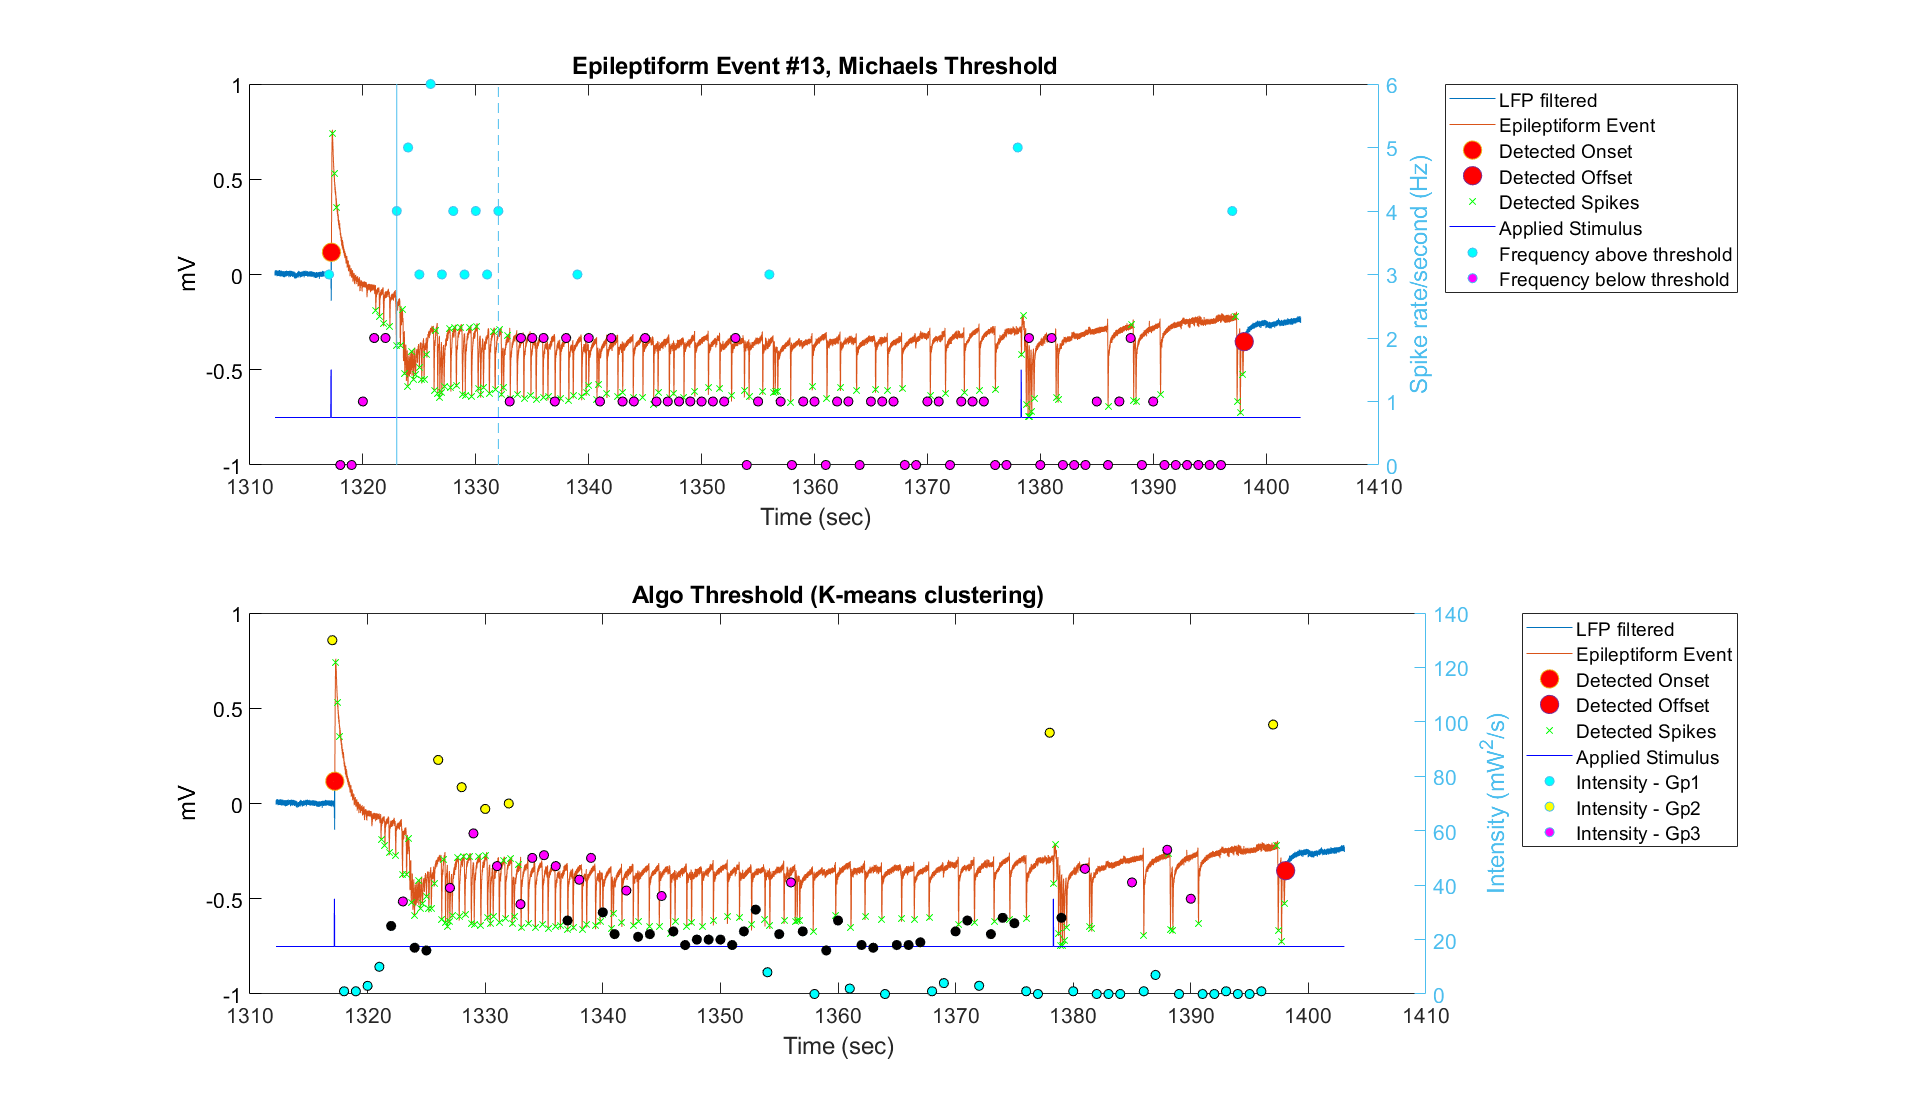 Epileptiform Event #13, Michaels Threshold
1
0.5
0
-0.5
-1
mV
1310 1320 1330 1340 1350 1360 1370 1380 1390 1400 1410
Time (sec)
6
5
4
3
2
1
0
Spike rate/second (Hz)
LFP filtered
Epileptiform Event
Detected Onset
Detected Offset
Detected Spikes
Applied Stimulus
Frequency above threshold
Frequency below threshold
Algo Threshold (K-means clustering)
1
0.5
0
-0.5
-1
mV
1310 1320 1330 1340 1350 1360 1370 1380 1390 1400 1410
Time (sec)
140
120
100
80
60
40
20
0
Intensity (mW²/s)
LFP filtered
Epileptiform Event
Detected Onset
Detected Offset
Detected Spikes
Applied Stimulus
Intensity - Gp1
Intensity - Gp2
Intensity - Gp3